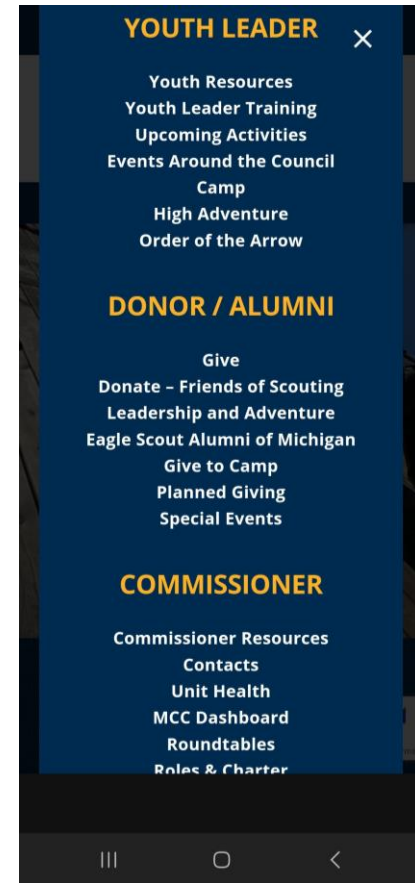 YOUTH LEADER
Youth Resources
Youth Leader Training
Upcoming Activities
Events Around the Council
Camp
High Adventure
Order of the Arrow
DONOR / ALUMNI
Give
Donate – Friends of Scouting
Leadership and Adventure
Eagle Scout Alumni of Michigan
Give to Camp
Planned Giving
Special Events
COMMISSIONER
Commissioner Resources
Contacts
Unit Health
MCC Dashboard
Roundtables
Roles & Charter